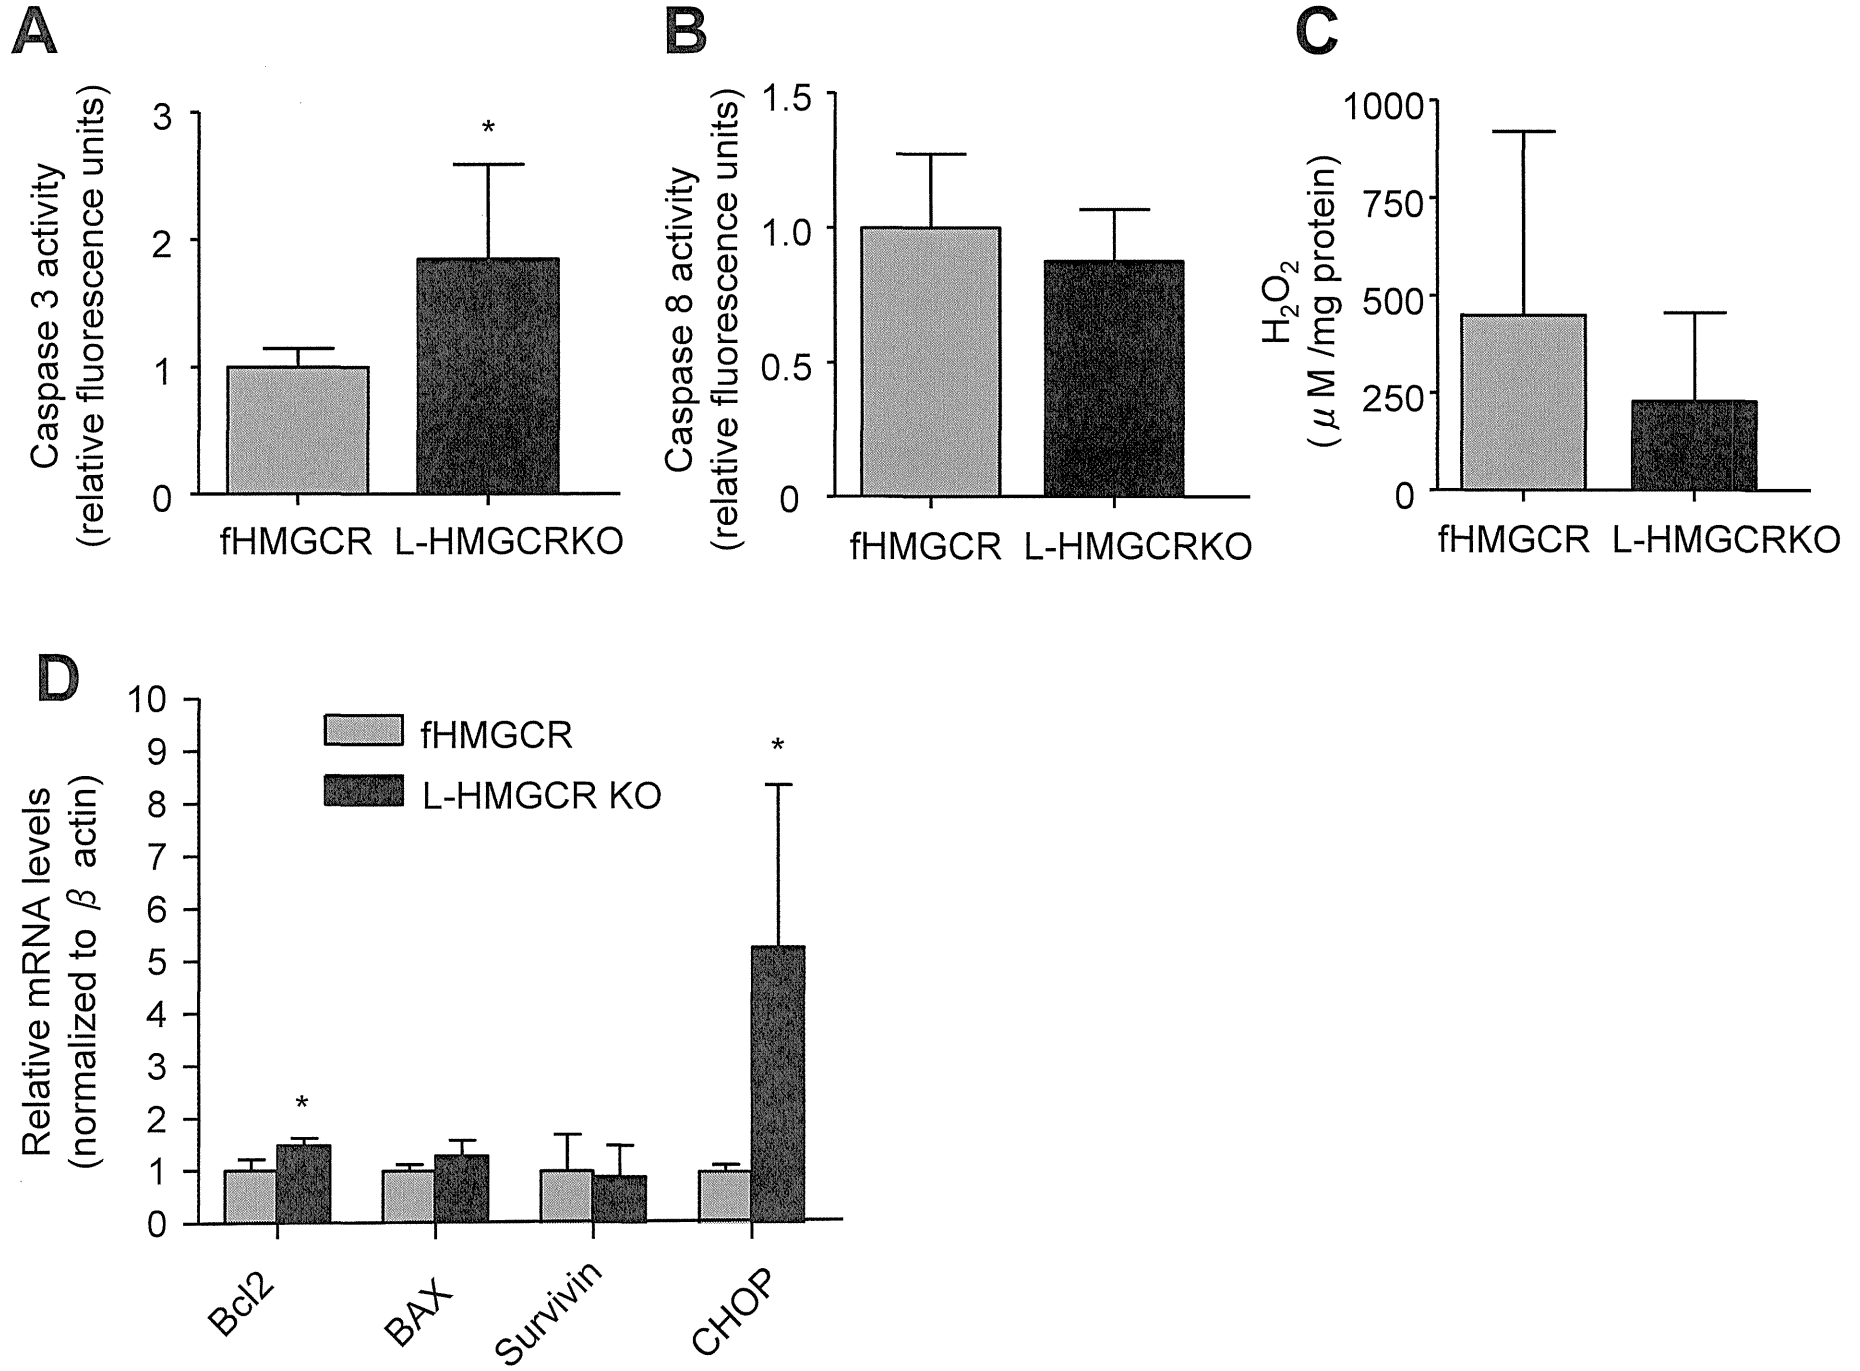 A
Caspase 3 activity
(relative fluorescence units)
3
2
1
0
*
fHMGCR
L-HMGCRKO
B
Caspase 8 activity
(relative fluorescence units)
1.5
1.0
0.5
0
fHMGCR
L-HMGCRKO
C
H₂O₂
(μM/mg protein)
1000
750
500
250
0
fHMGCR
L-HMGCRKO
D
Relative mRNA levels
(normalized to β actin)
10
9
8
7
6
5
4
3
2
1
0
fHMGCR
L-HMGCR KO
*
*
Bcl2
BAX
Survivin
CHOP